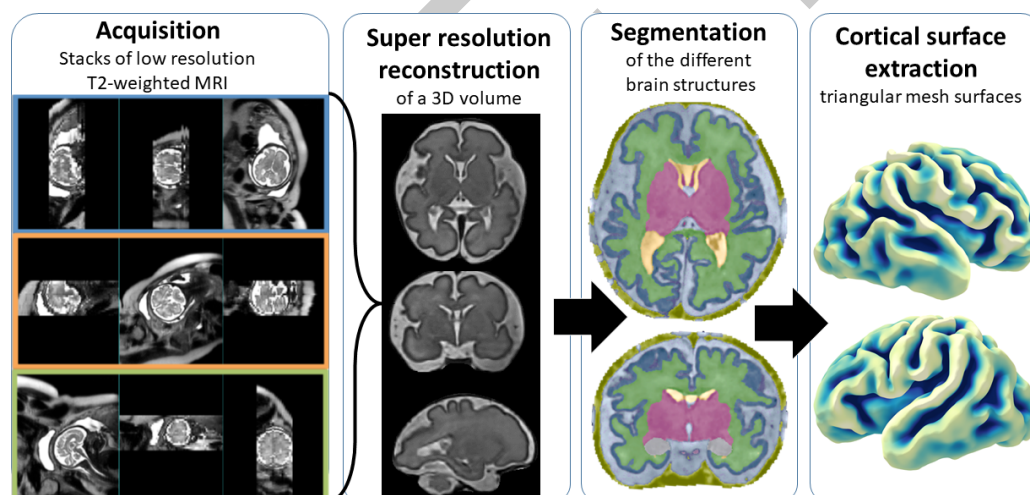 Acquisition
Stacks of low resolution
T2-weighted MRI
Super resolution
reconstruction
of a 3D volume
Segmentation
of the different
brain structures
Cortical surface
extraction
triangular mesh surfaces